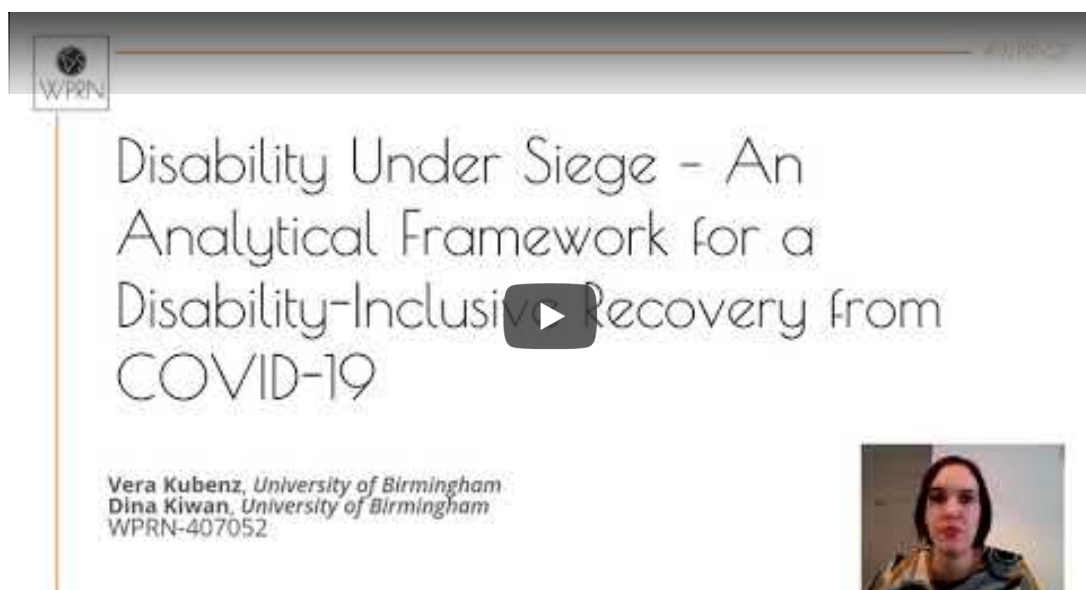 WPRN
Disability Under Siege – An
Analytical Framework for a
Disability-Inclusive Recovery from
COVID-19
Vera Kubenz, University of Birmingham
Dina Kiwan, University of Birmingham
WPRN-407052